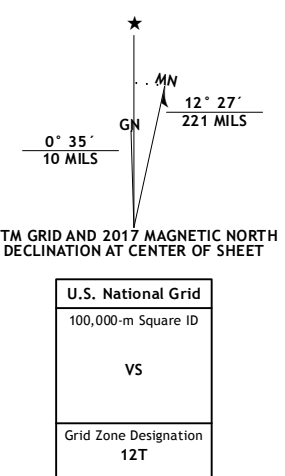 MN
12° 27´
221 MILS
GN
0° 35´
10 MILS
TM GRID AND 2017 MAGNETIC NORTH
DECLINATION AT CENTER OF SHEET
U.S. National Grid
100,000-m Square ID
VS
Grid Zone Designation
12T